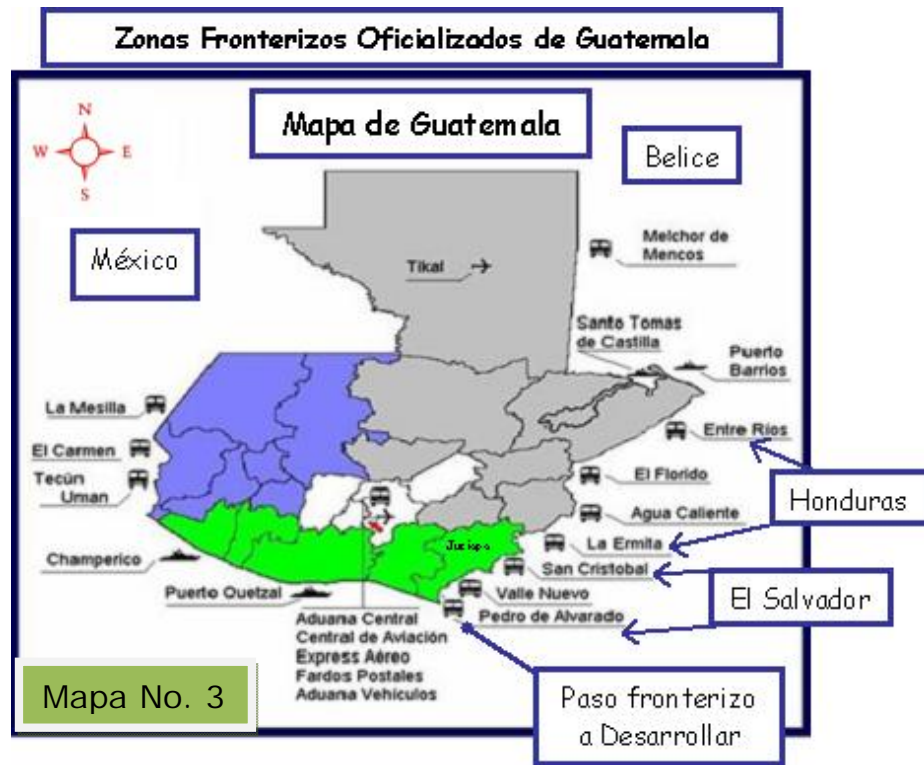 Zonas Fronterizos Oficializados de Guatemala
Mapa de Guatemala
N
W
E
S
Belice
México
Tikal
Melchor de
Mencos
Santo Tomas
de Castilla
Puerto
Barrios
La Mesilla
El Carmen
Tecún
Uman
Entre Ríos
El Florido
Agua Caliente
Honduras
La Ermita
Jutiapa
San Cristobal
Champerico
Puerto Quetzal
Valle Nuevo
El Salvador
Pedro de Alvarado
Aduana Central
Central de Aviación
Express Aéreo
Fardos Postales
Aduana Vehículos
Mapa No. 3
Paso fronterizo
a Desarrollar